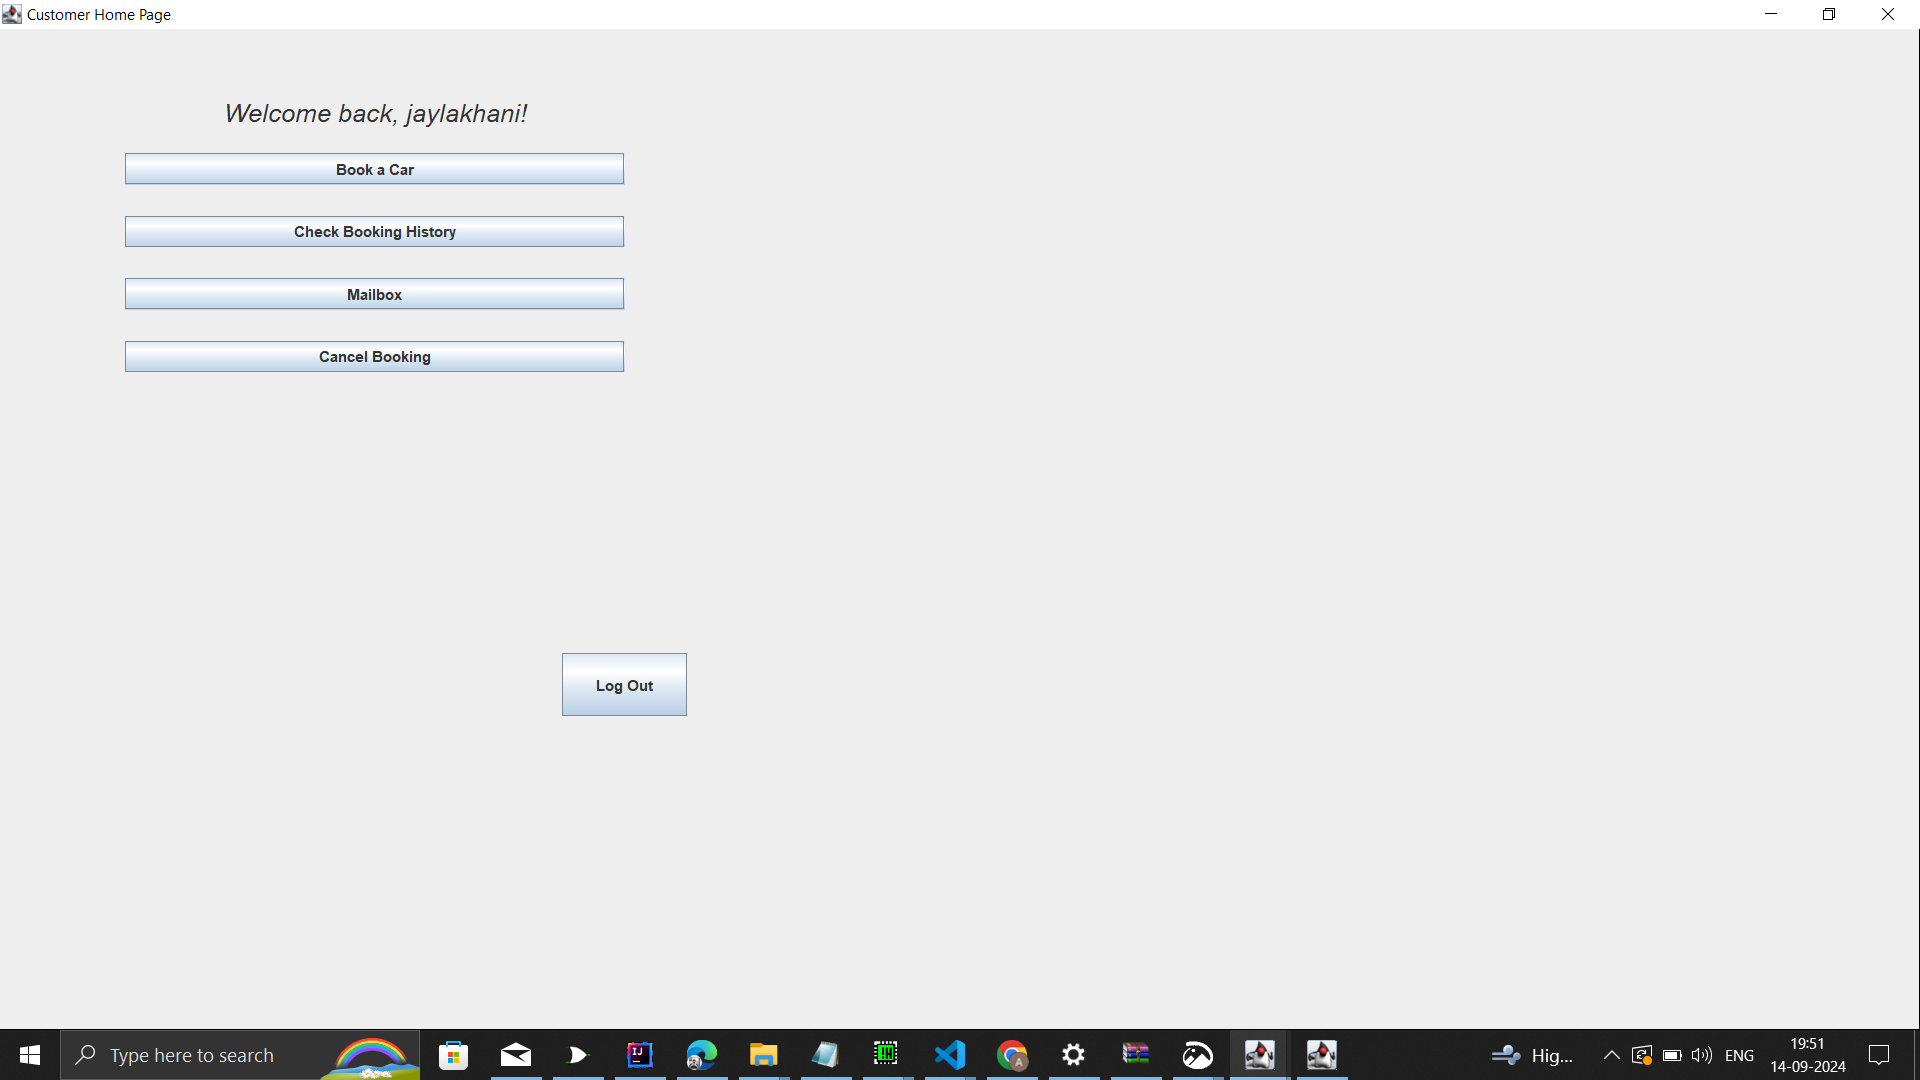 Customer Home Page
Welcome back, jaylakhani!
Book a Car
Check Booking History
Mailbox
Cancel Booking
Log Out
Type here to search
Hig...
ENG
19:51
14-09-2024